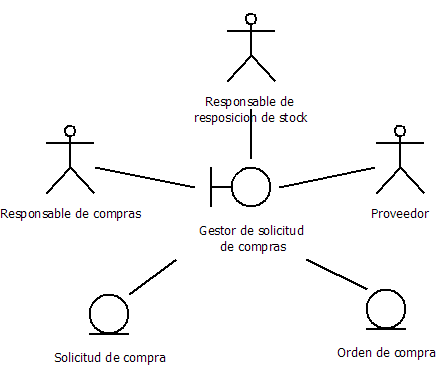 Responsable de
resposicion de stock
Responsable de compras
Proveedor
Gestor de solicitud
de compras
Solicitud de compra
Orden de compra